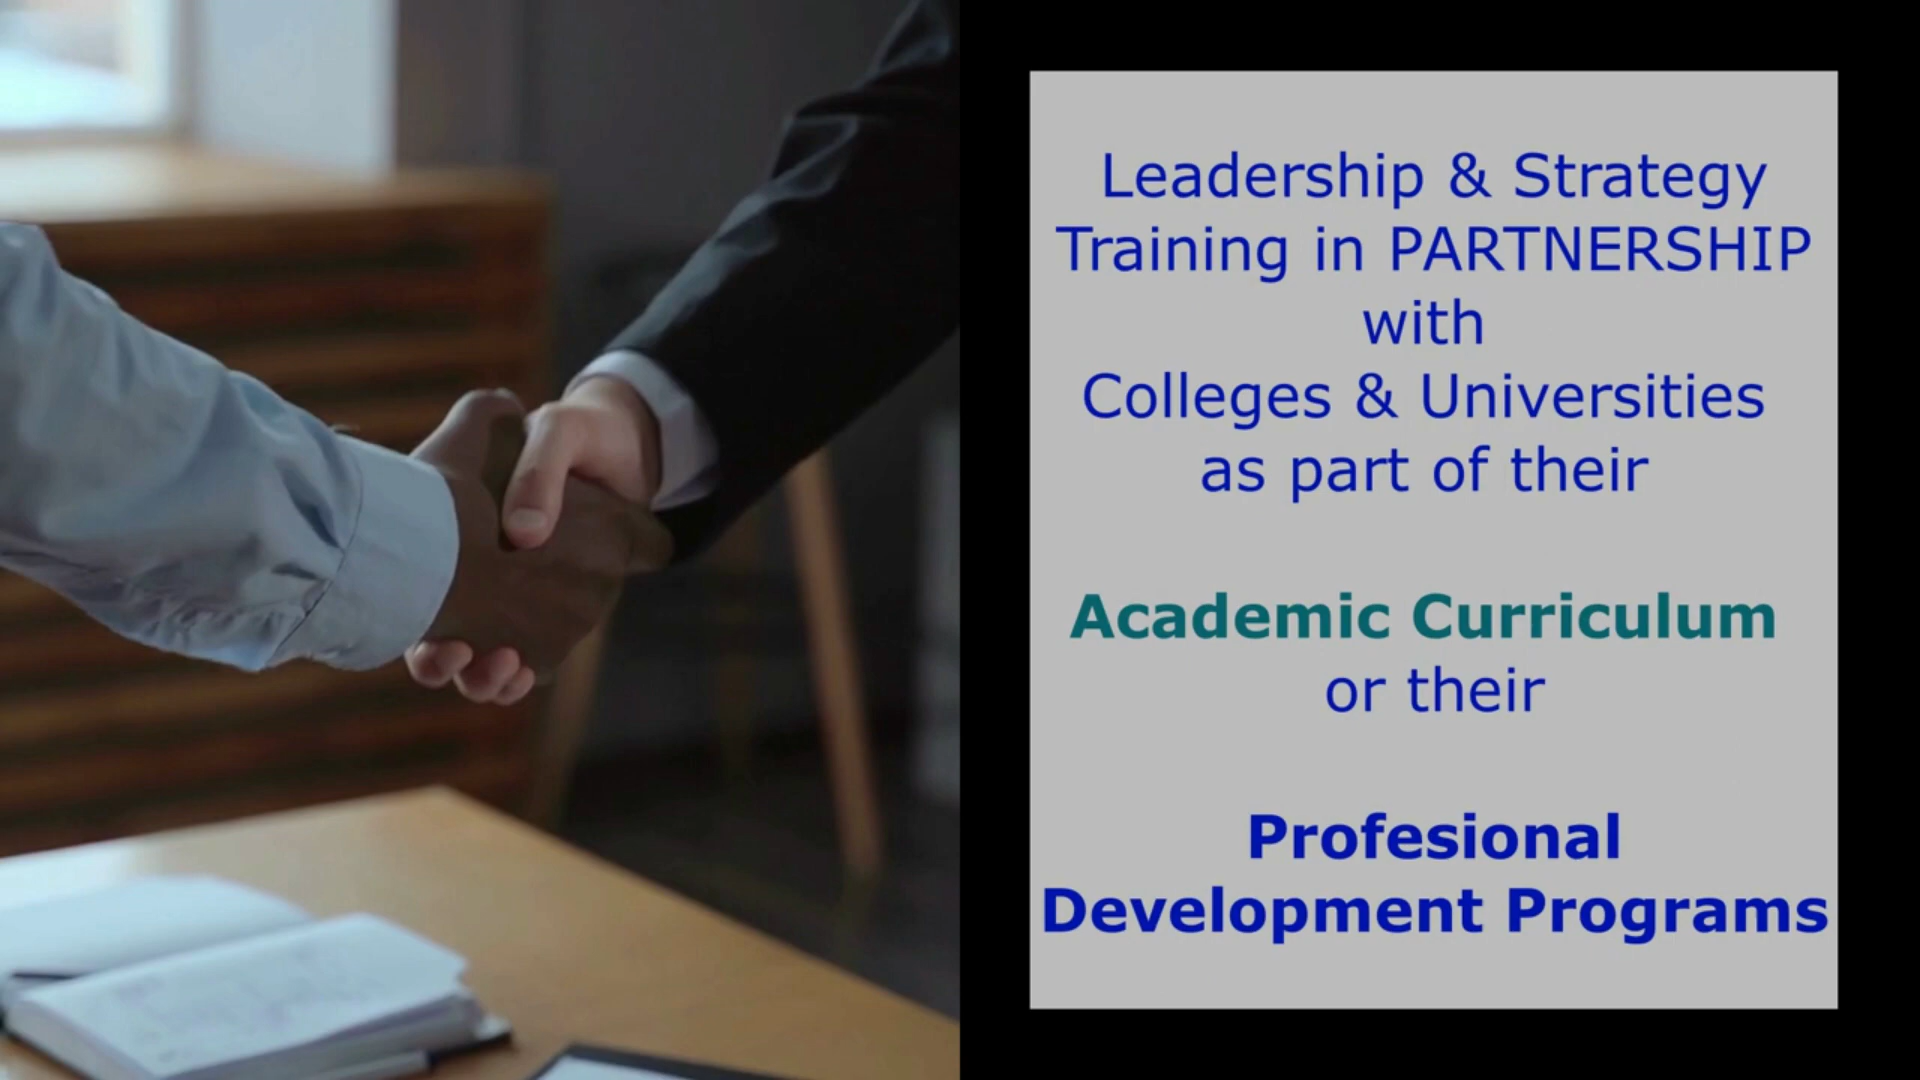 Leadership & Strategy
Training in PARTNERSHIP
with
Colleges & Universities
as part of their
Academic Curriculum
or their
Profesional
Development Programs